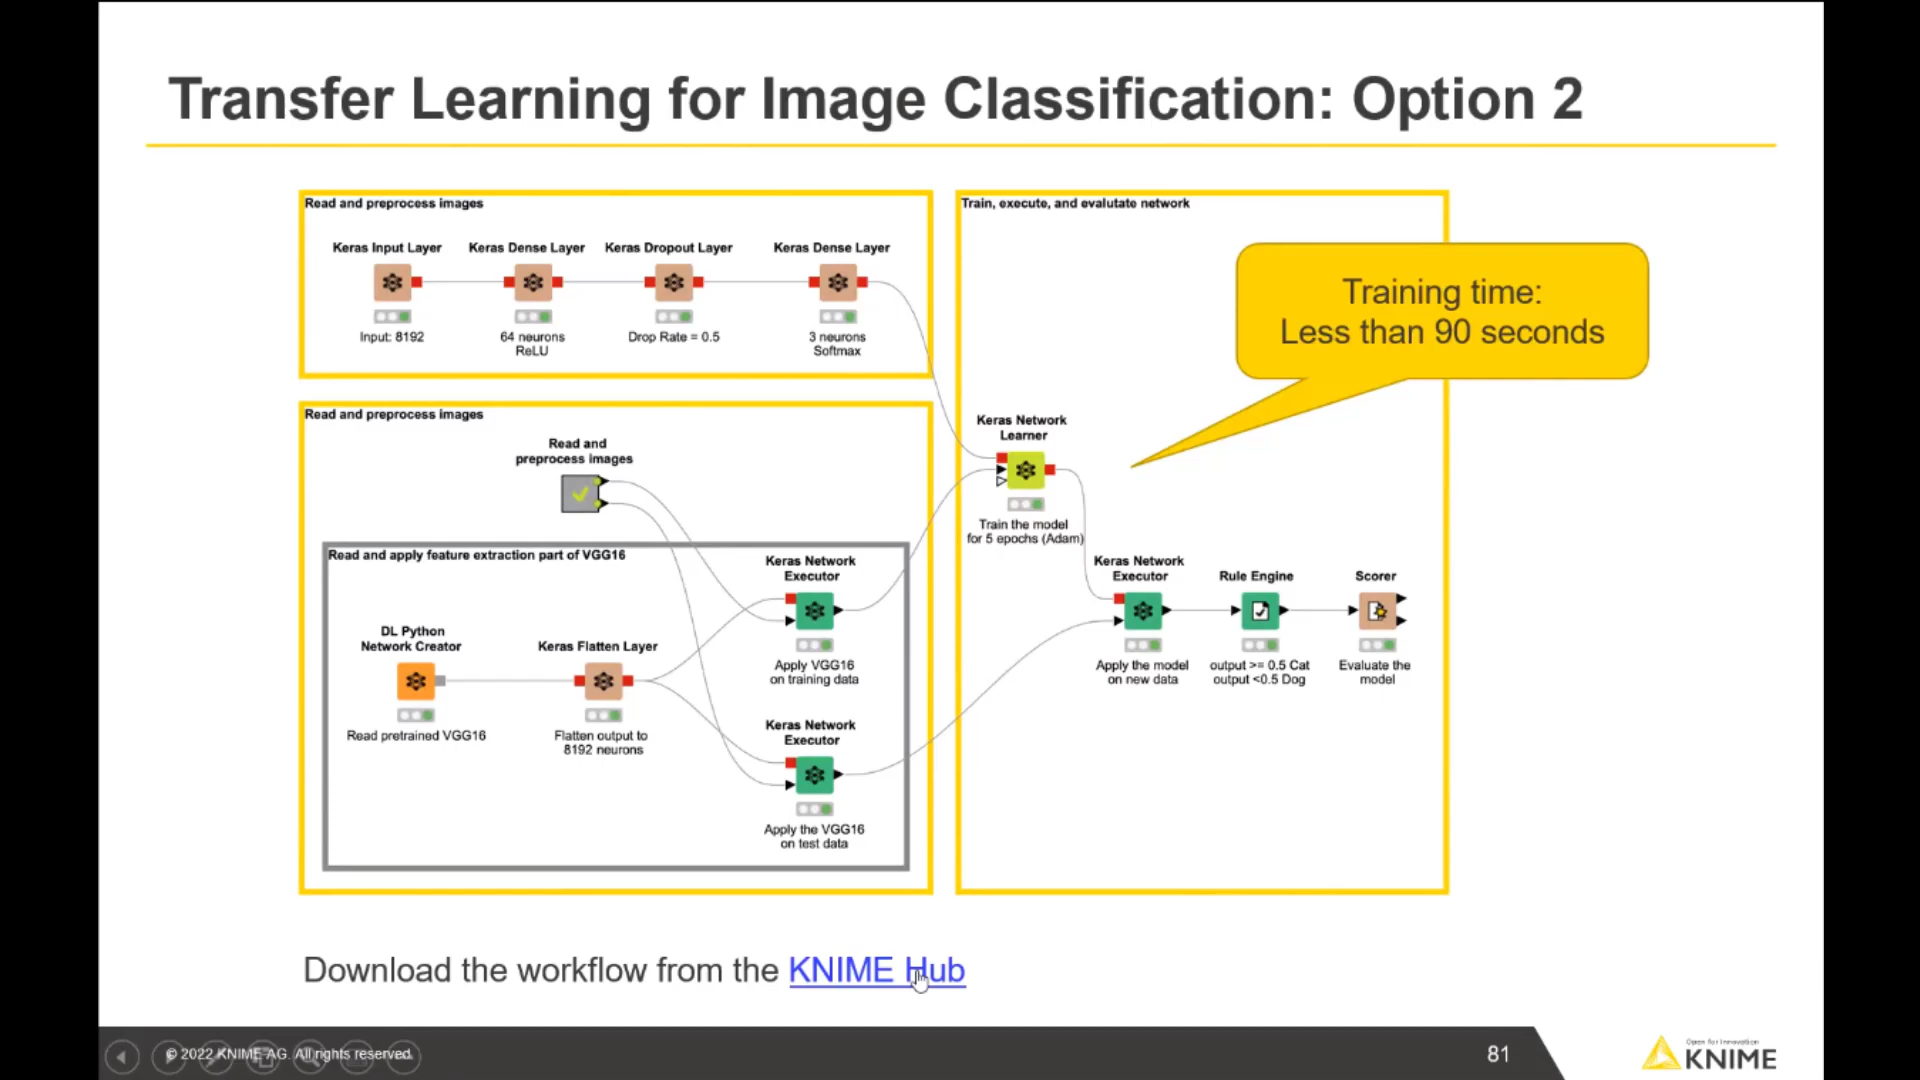 Transfer Learning for Image Classification: Option 2
Read and preprocess images
Keras Input Layer
Keras Dense Layer
Keras Dropout Layer
Keras Dense Layer
Input: 8192
64 neurons
ReLU
Drop Rate = 0.5
3 neurons
Softmax
Read and preprocess images
Read and
preprocess images
Read and apply feature extraction part of VGG16
DL Python
Network Creator
Read pretrained VGG16
Keras Flatten Layer
Flatten output to
8192 neurons
Keras Network
Executor
Apply VGG16
on training data
Keras Network
Executor
Apply the VGG16
on test data
Train, execute, and evalutate network
Training time:
Less than 90 seconds
Keras Network
Learner
Train the model
for 5 epochs (Adam)
Keras Network
Executor
Apply the model
on new data
Rule Engine
output >= 0.5 Cat
output <0.5 Dog
Scorer
Evaluate the
model
Download the workflow from the KNIME Hub
© 2022 KNIME AG. All rights reserved.
81
Open for Innovation
KNIME